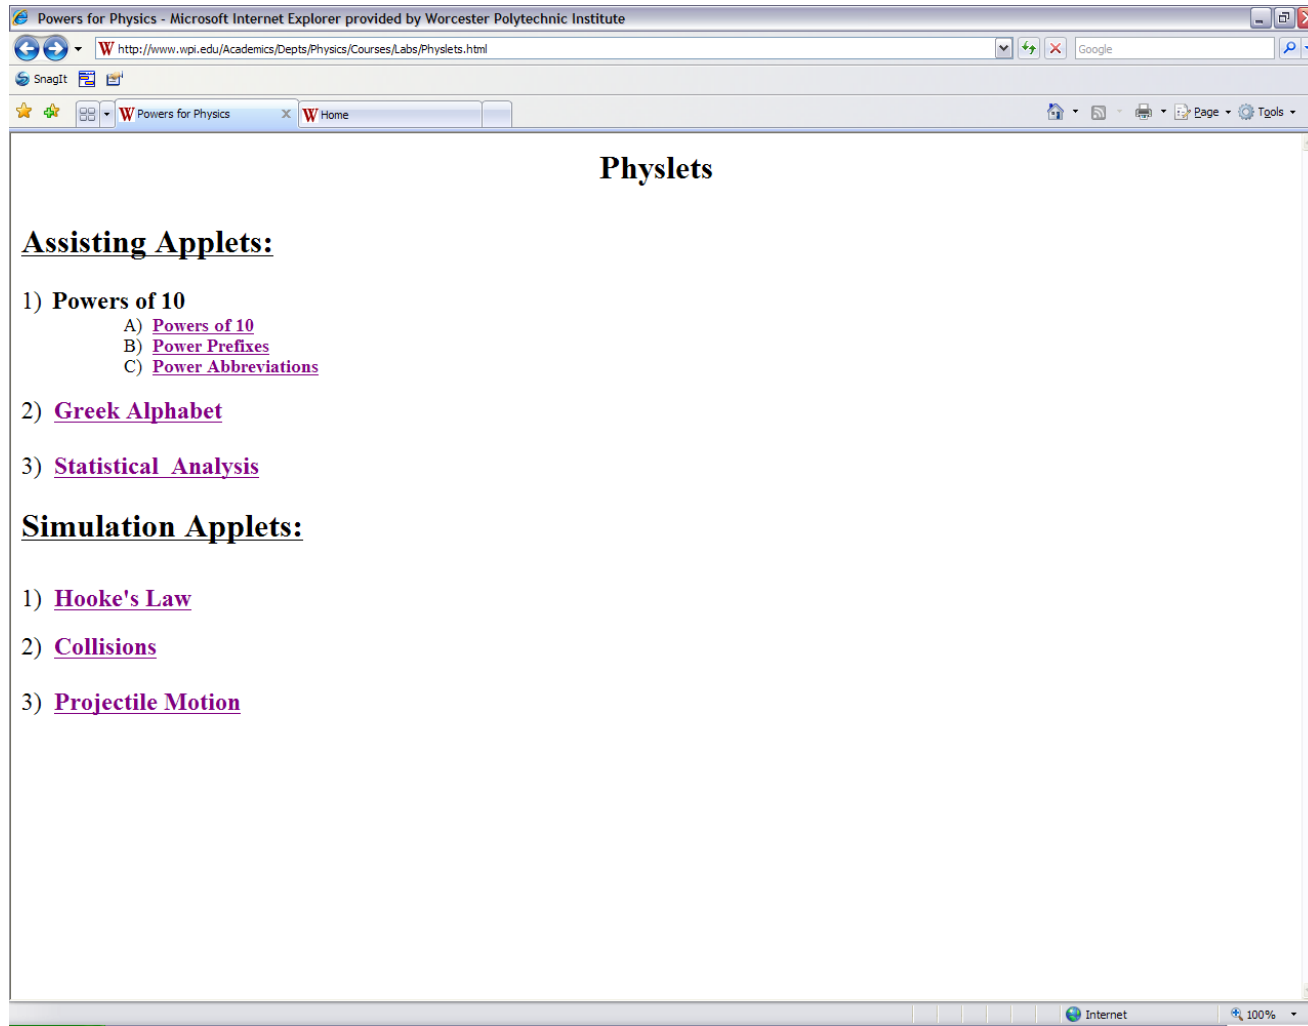 Powers for Physics - Microsoft Internet Explorer provided by Worcester Polytechnic Institute
http://www.wpi.edu/Academics/Depts/Physics/Courses/Labs/Physlets.html
Google
SnagIt
Powers for Physics
Home
Page
Tools
Physlets
Assisting Applets:
1) Powers of 10
A) Powers of 10
B) Power Prefixes
C) Power Abbreviations
2) Greek Alphabet
3) Statistical Analysis
Simulation Applets:
1) Hooke's Law
2) Collisions
3) Projectile Motion
Internet
100%